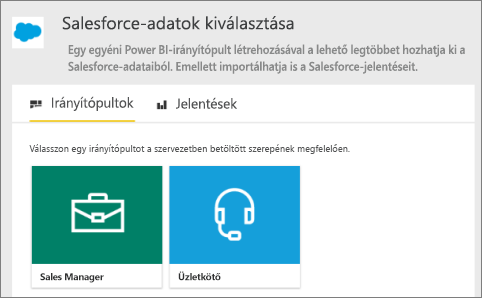 Salesforce-adatok kiválasztása
Egy egyéni Power BI-irányítópult létrehozásával a lehető legtöbbet hozhatja ki a
Salesforce-adataiból. Emellett importálhatja is a Salesforce-jelentéseit.
Irányítópultok Jelentések
Válasszon egy irányítópultot a szervezetben betöltött szerepének megfelelően.
Sales Manager Üzletkötő